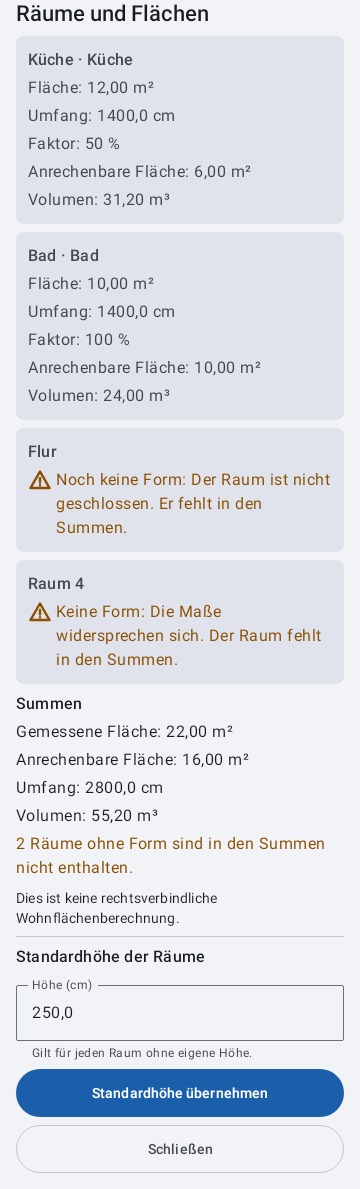 Räume und Flächen
Küche · Küche
Fläche: 12,00 m²
Umfang: 1400,0 cm
Faktor: 50 %
Anrechenbare Fläche: 6,00 m²
Volumen: 31,20 m³
Bad · Bad
Fläche: 10,00 m²
Umfang: 1400,0 cm
Faktor: 100 %
Anrechenbare Fläche: 10,00 m²
Volumen: 24,00 m³
Flur
Noch keine Form: Der Raum ist nicht
geschlossen. Er fehlt in den
Summen.
Raum 4
Keine Form: Die Maße
widersprechen sich. Der Raum fehlt
in den Summen.
Summen
Gemessene Fläche: 22,00 m²
Anrechenbare Fläche: 16,00 m²
Umfang: 2800,0 cm
Volumen: 55,20 m³
2 Räume ohne Form sind in den Summen
nicht enthalten.
Dies ist keine rechtsverbindliche
Wohnflächenberechnung.
Standardhöhe der Räume
Höhe (cm)
250,0
Gilt für jeden Raum ohne eigene Höhe.
Standardhöhe übernehmen
Schließen